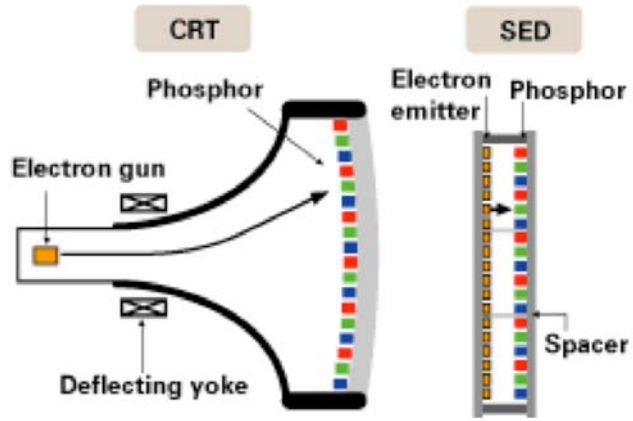 CRT
SED
Phosphor
Electron
emitter
Phosphor
Electron gun
Spacer
Deflecting yoke